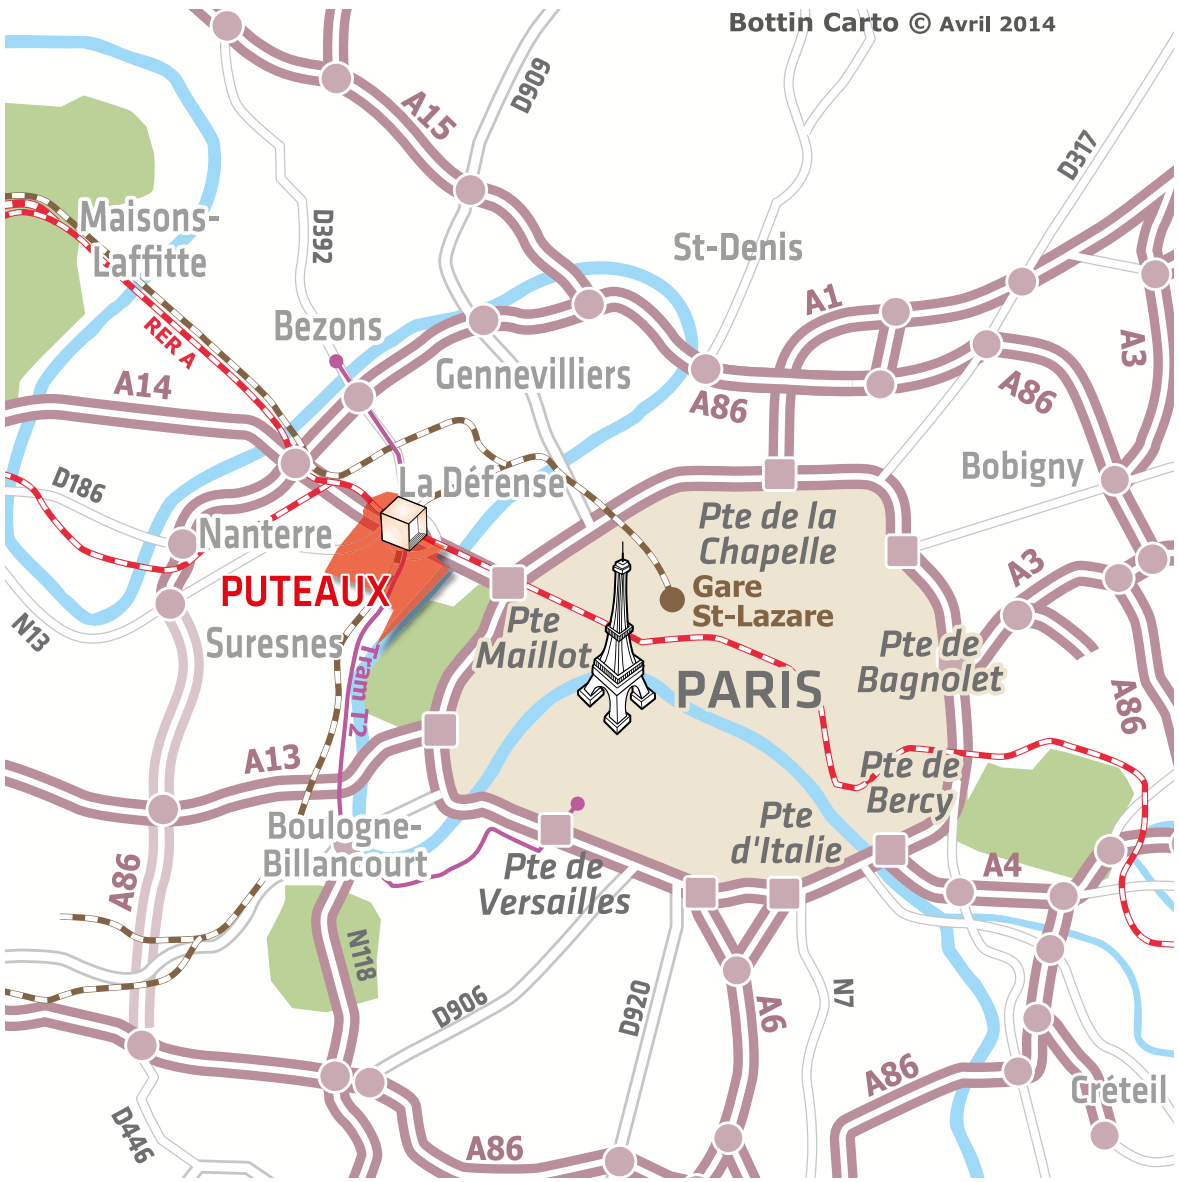 Bottin Carto © Avril 2014
D909
A15
D317
Maisons-
Laffitte
D392
St-Denis
RER A
Bezons
A1
A3
A14
Gennevilliers
A86
A86
D186
La Défense
Bobigny
Nanterre
Pte de la
Chapelle
A3
PUTEAUX
Gare
St-Lazare
N13
Suresnes
Pte
Maillot
Pte de
Bagnolet
Tram T2
PARIS
A86
A13
Pte de
Bercy
Boulogne-
Billancourt
Pte
d'Italie
A86
Pte de
Versailles
A4
N118
D906
D920
A6
N7
A86
Créteil
D446
A86